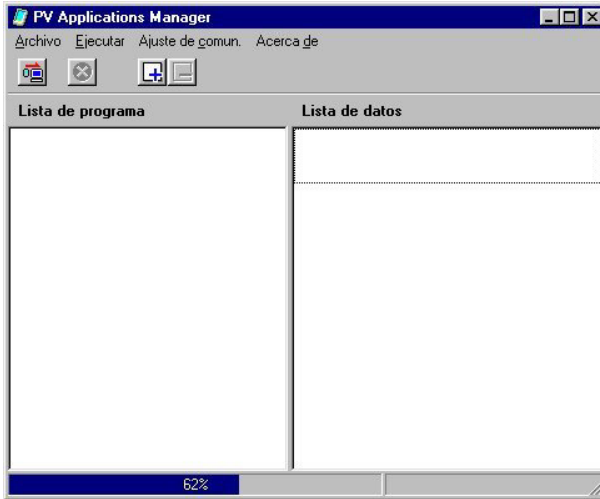 PV Applications Manager
Archivo Ejecutar Ajuste de comun. Acerca de
Lista de programa Lista de datos
62%